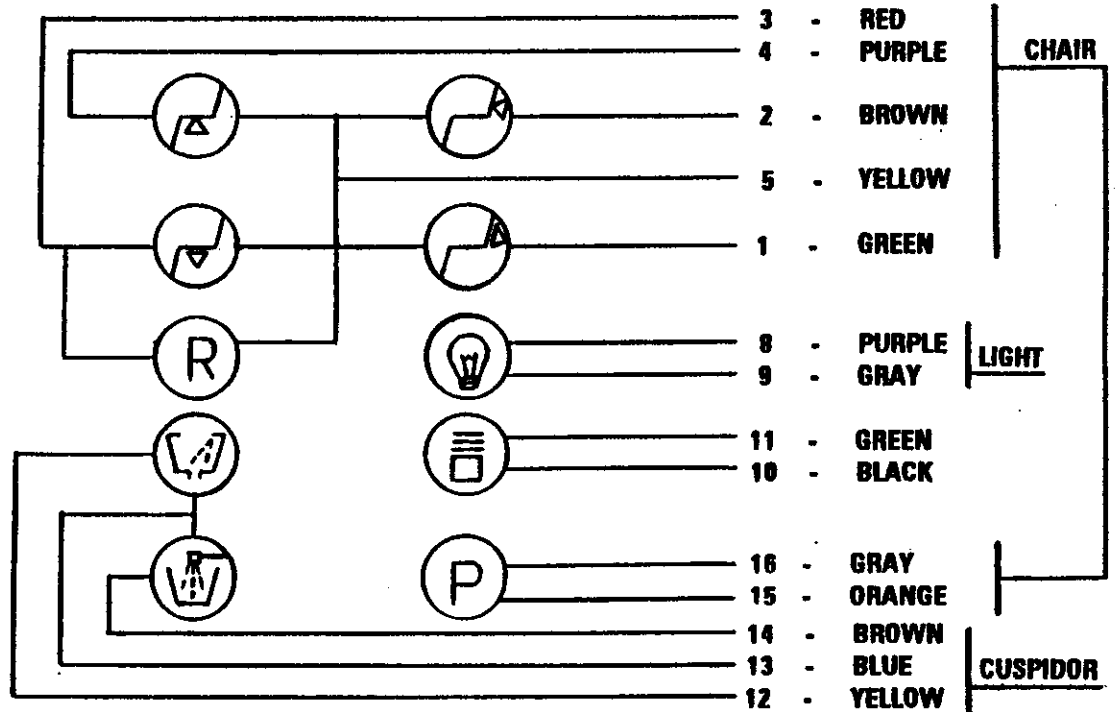 3 - RED
4 - PURPLE
CHAIR
2 - BROWN
5 - YELLOW
1 - GREEN
R
8 - PURPLE
LIGHT
9 - GRAY
11 - GREEN
10 - BLACK
P
16 - GRAY
15 - ORANGE
14 - BROWN
13 - BLUE
CUSPIDOR
12 - YELLOW